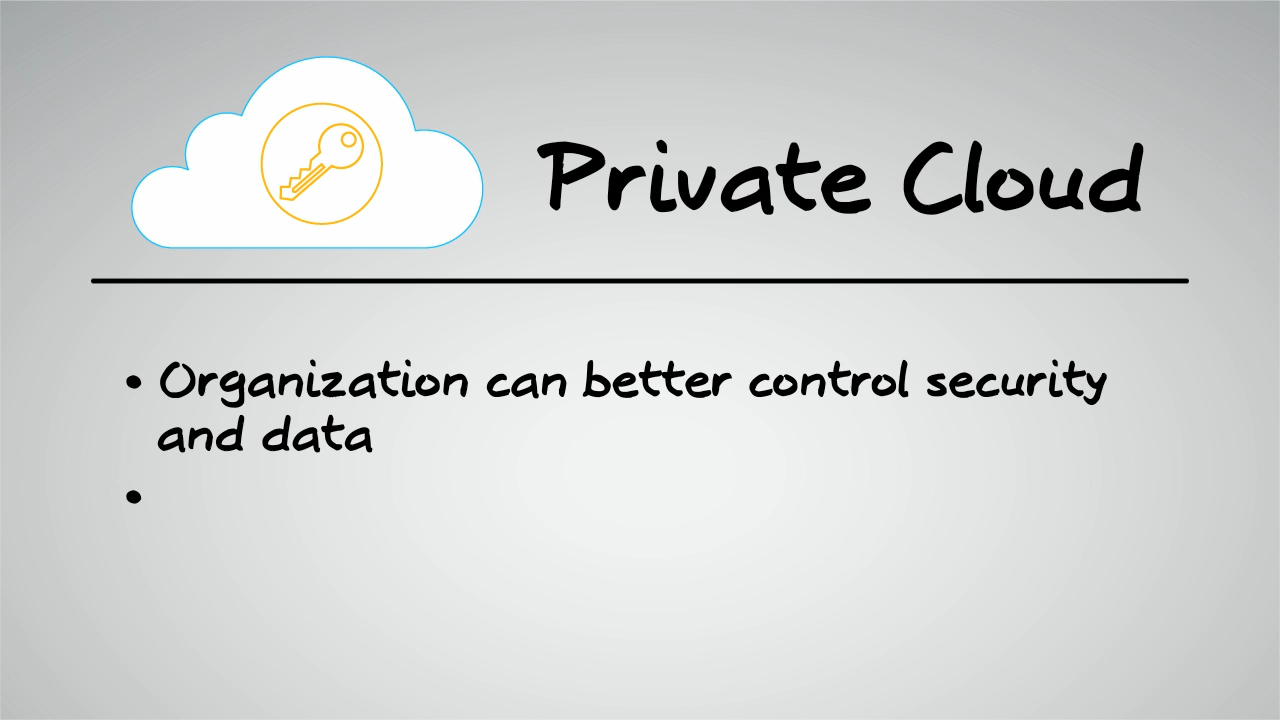 Private Cloud
• Organization can better control security
and data
•